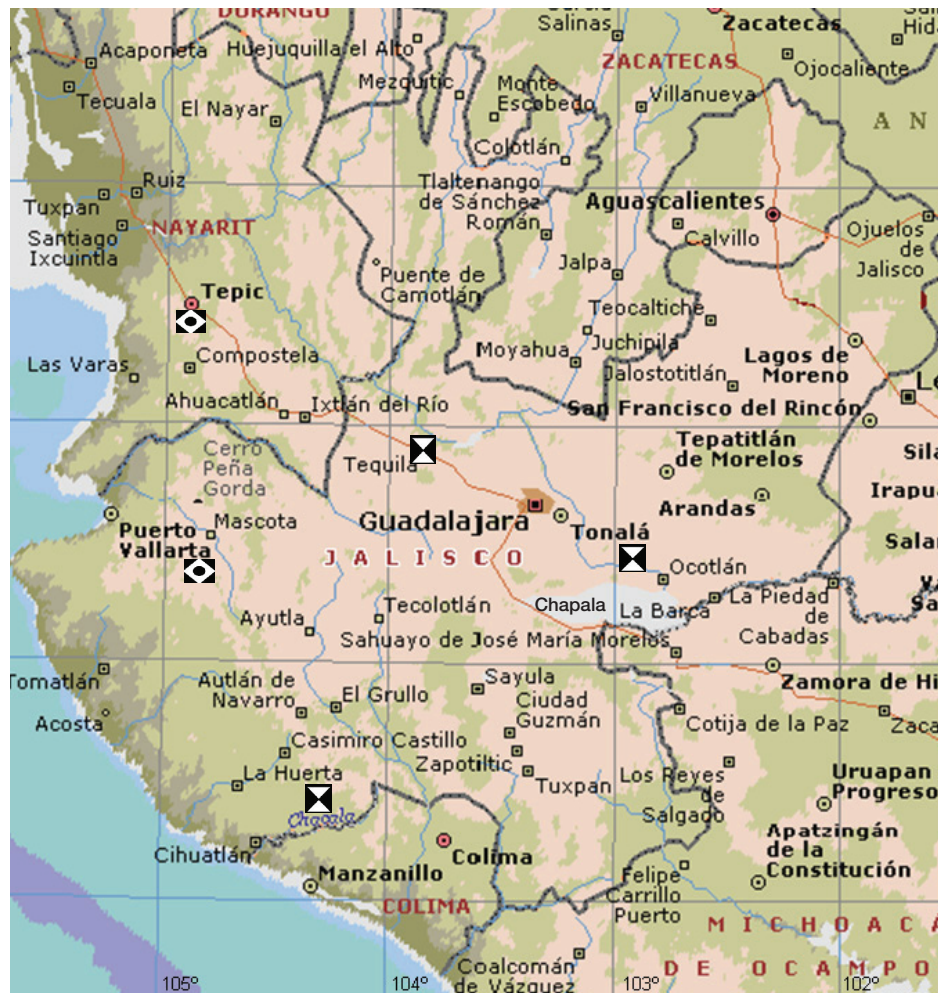 DURANGO
Salinas
Zacatecas
Acaponeta
Huejuquilla el Alto
ZACATECAS
Ojocaliente
Tecuala
Mezquitic
Monte
Escobedo
Villanueva
El Nayar
A N
Colotlán
Ruiz
Tlaltenango
de Sánchez
Román
Aguascalientes
Tuxpan
NAYARIT
Calvillo
Ojuelos
de
Jalisco
Santiago
Ixcuintla
Jalpa
Puente de
Camotlán
Tepic
Teocaltiche
Juchipila
Compostela
Moyahua
Lagos de
Moreno
Las Varas
Jalostotitlán
Ahuacatlán
Ixtlán del Río
San Francisco del Rincón
Cerro
Peña
Gorda
Tequila
Tepatitlán
de Morelos
Arandas
Puerto
Vallarta
Mascota
Guadalajara
Tonalá
JALISCO
Ocotlán
Chapala
La Barca
La Piedad
de
Cabadas
Ayutla
Tecolotlán
Sahuayo de José María Morelos
Tomatlán
Autlán de
Navarro
El Grullo
Sayula
Ciudad
Guzmán
Zamora de Hi
Acosta
Cotija de la Paz
Zaca
Casimiro Castillo
Zapotiltic
La Huerta
Tuxpan
Los Reyes
de
Salgado
Uruapan
Progreso
Chacala
Cihuatlán
Colima
Apatzingán
de la
Constitución
Manzanillo
COLIMA
Felipe
Carrillo
Puerto
MICHOACA
DE OCAMPO
Coalcomán
de Vázquez
105º
104º
103º
102º